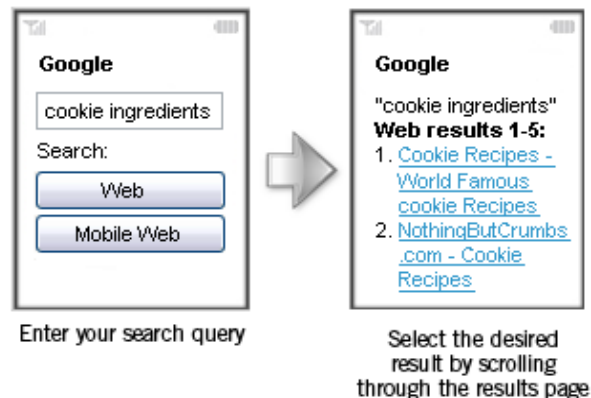 Google
cookie ingredients
Search:
Web
Mobile Web
Enter your search query
Google
"cookie ingredients"
Web results 1-5:
1. Cookie Recipes -
World Famous
cookie Recipes
2. NothingButCrumbs
.com - Cookie
Recipes
Select the desired
result by scrolling
through the results page